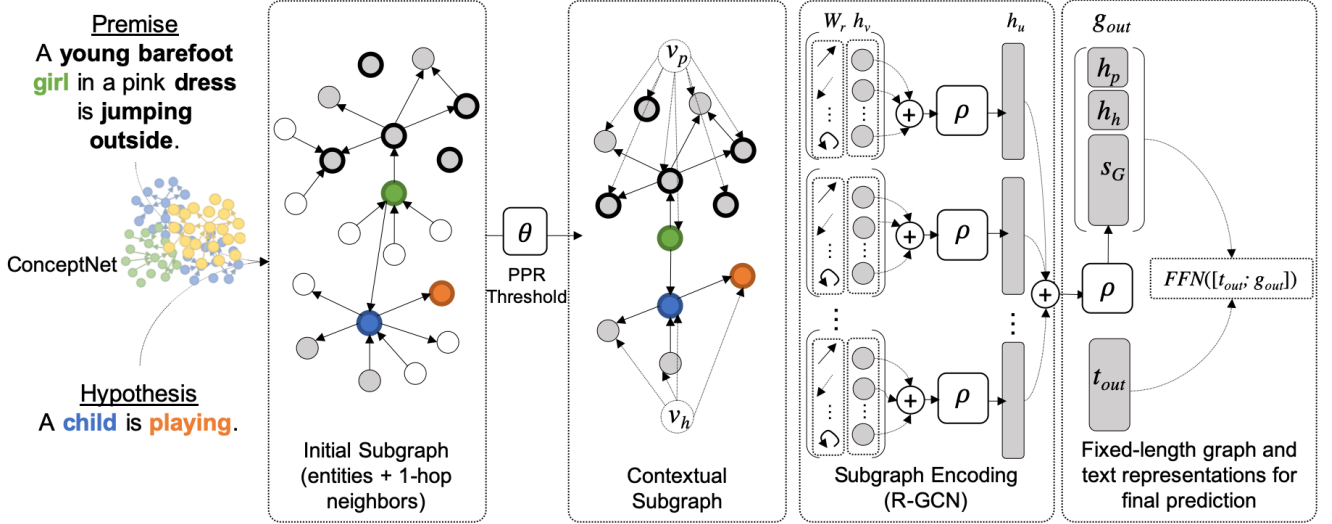 Premise
A young barefoot
girl in a pink dress
is jumping
outside.
ConceptNet
Hypothesis
A child is playing.
Initial Subgraph
(entities + 1-hop
neighbors)
θ
PPR
Threshold
v_p
v_h
Contextual
Subgraph
W_r h_v h_u
+ ρ
+ ρ
⋮ ⋮
+ ρ
+
Subgraph Encoding
(R-GCN)
g_out
h_p
h_h
s_G
ρ
FFN([t_out; g_out])
t_out
Fixed-length graph and
text representations for
final prediction